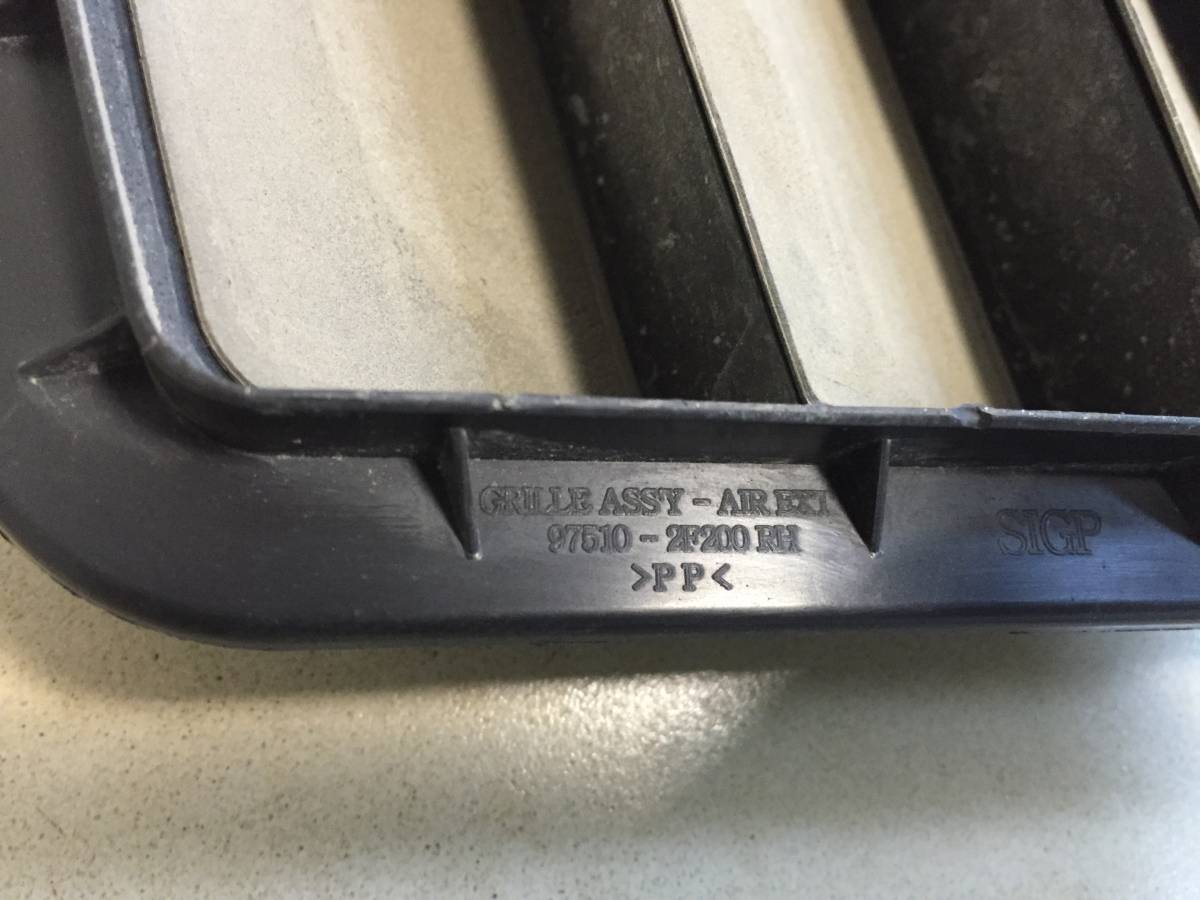 GRILLE ASSY - AIR EXT
97510 - 2F200 RH
>PP<
SIGP